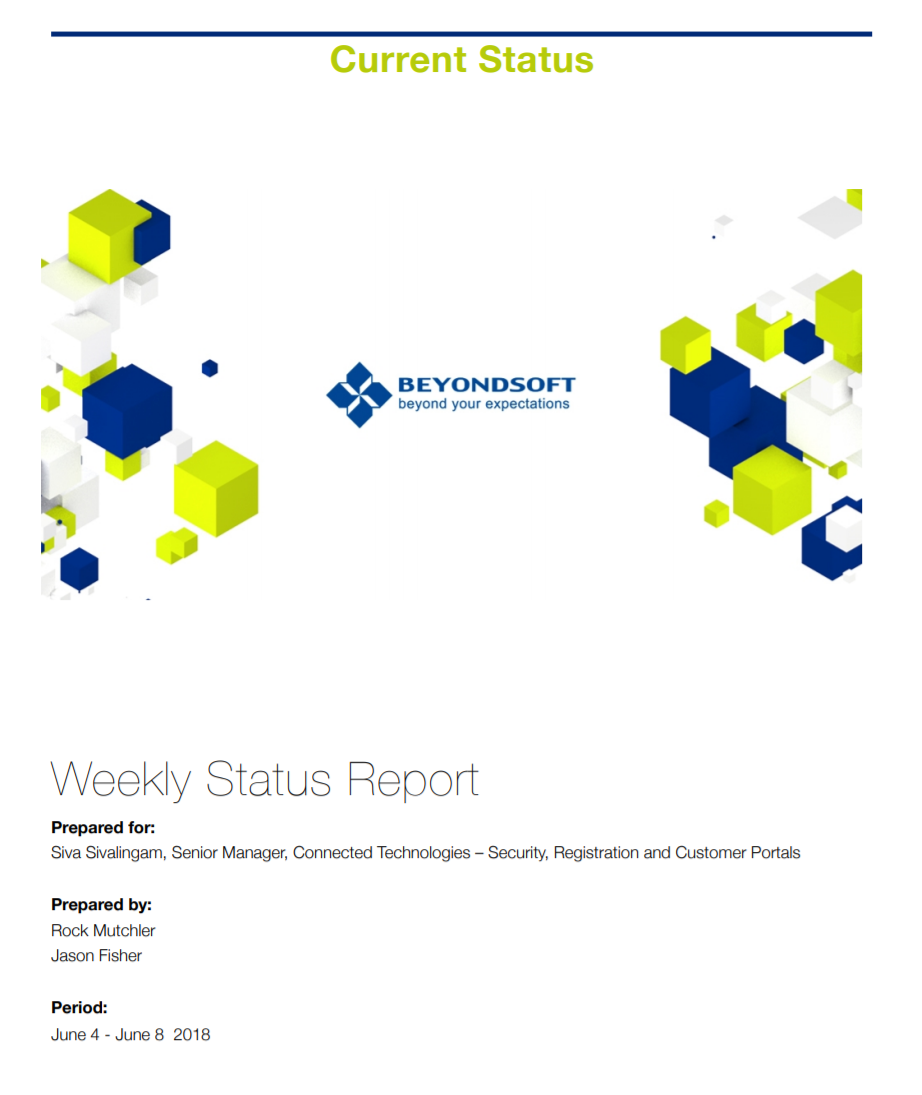 Current Status
BEYONDSOFT
beyond your expectations
Weekly Status Report
Prepared for:
Siva Sivalingam, Senior Manager, Connected Technologies – Security, Registration and Customer Portals
Prepared by:
Rock Mutchler
Jason Fisher
Period:
June 4 - June 8  2018